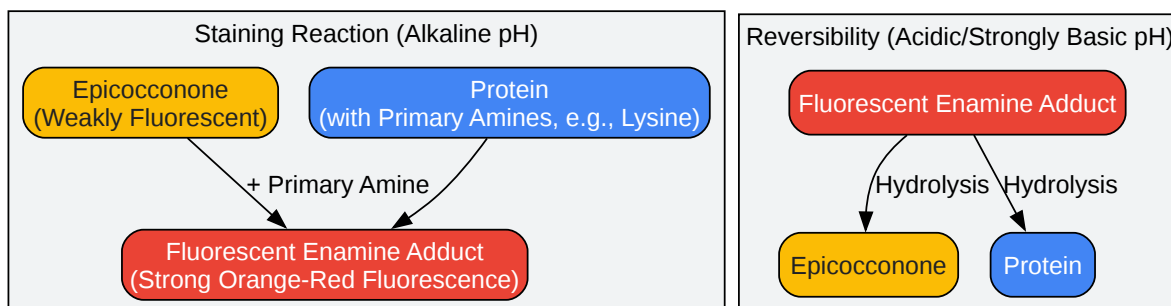 Staining Reaction (Alkaline pH)
Epicocconone
(Weakly Fluorescent)
Protein
(with Primary Amines, e.g., Lysine)
+ Primary Amine
Fluorescent Enamine Adduct
(Strong Orange-Red Fluorescence)
Reversibility (Acidic/Strongly Basic pH)
Fluorescent Enamine Adduct
Hydrolysis
Hydrolysis
Epicocconone
Protein